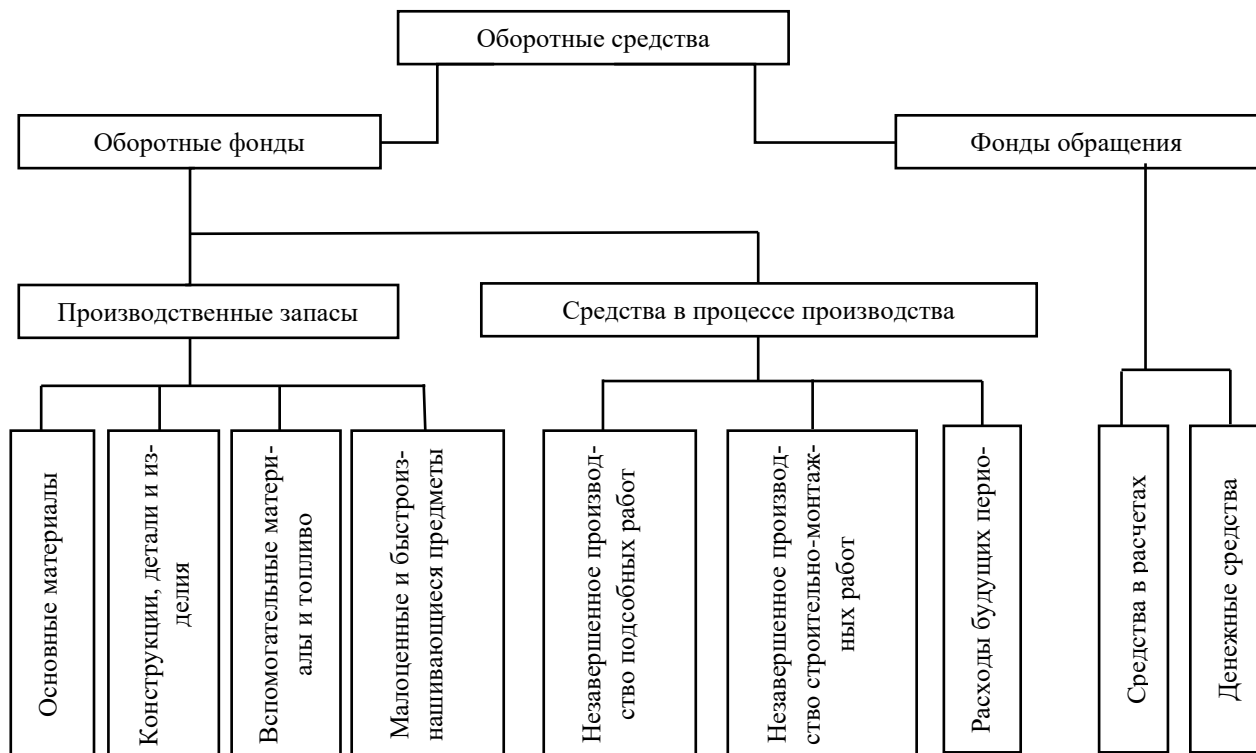 Оборотные средства
Оборотные фонды
Фонды обращения
Производственные запасы
Средства в процессе производства
Основные материалы
Конструкции, детали и из-
делия
Вспомогательные матери-
алы и топливо
Малоценные и быстроиз-
нашивающиеся предметы
Незавершенное производ-
ство подсобных работ
Незавершенное производ-
ство строительно-монтаж-
ных работ
Расходы будущих перио-
Средства в расчетах
Денежные средства